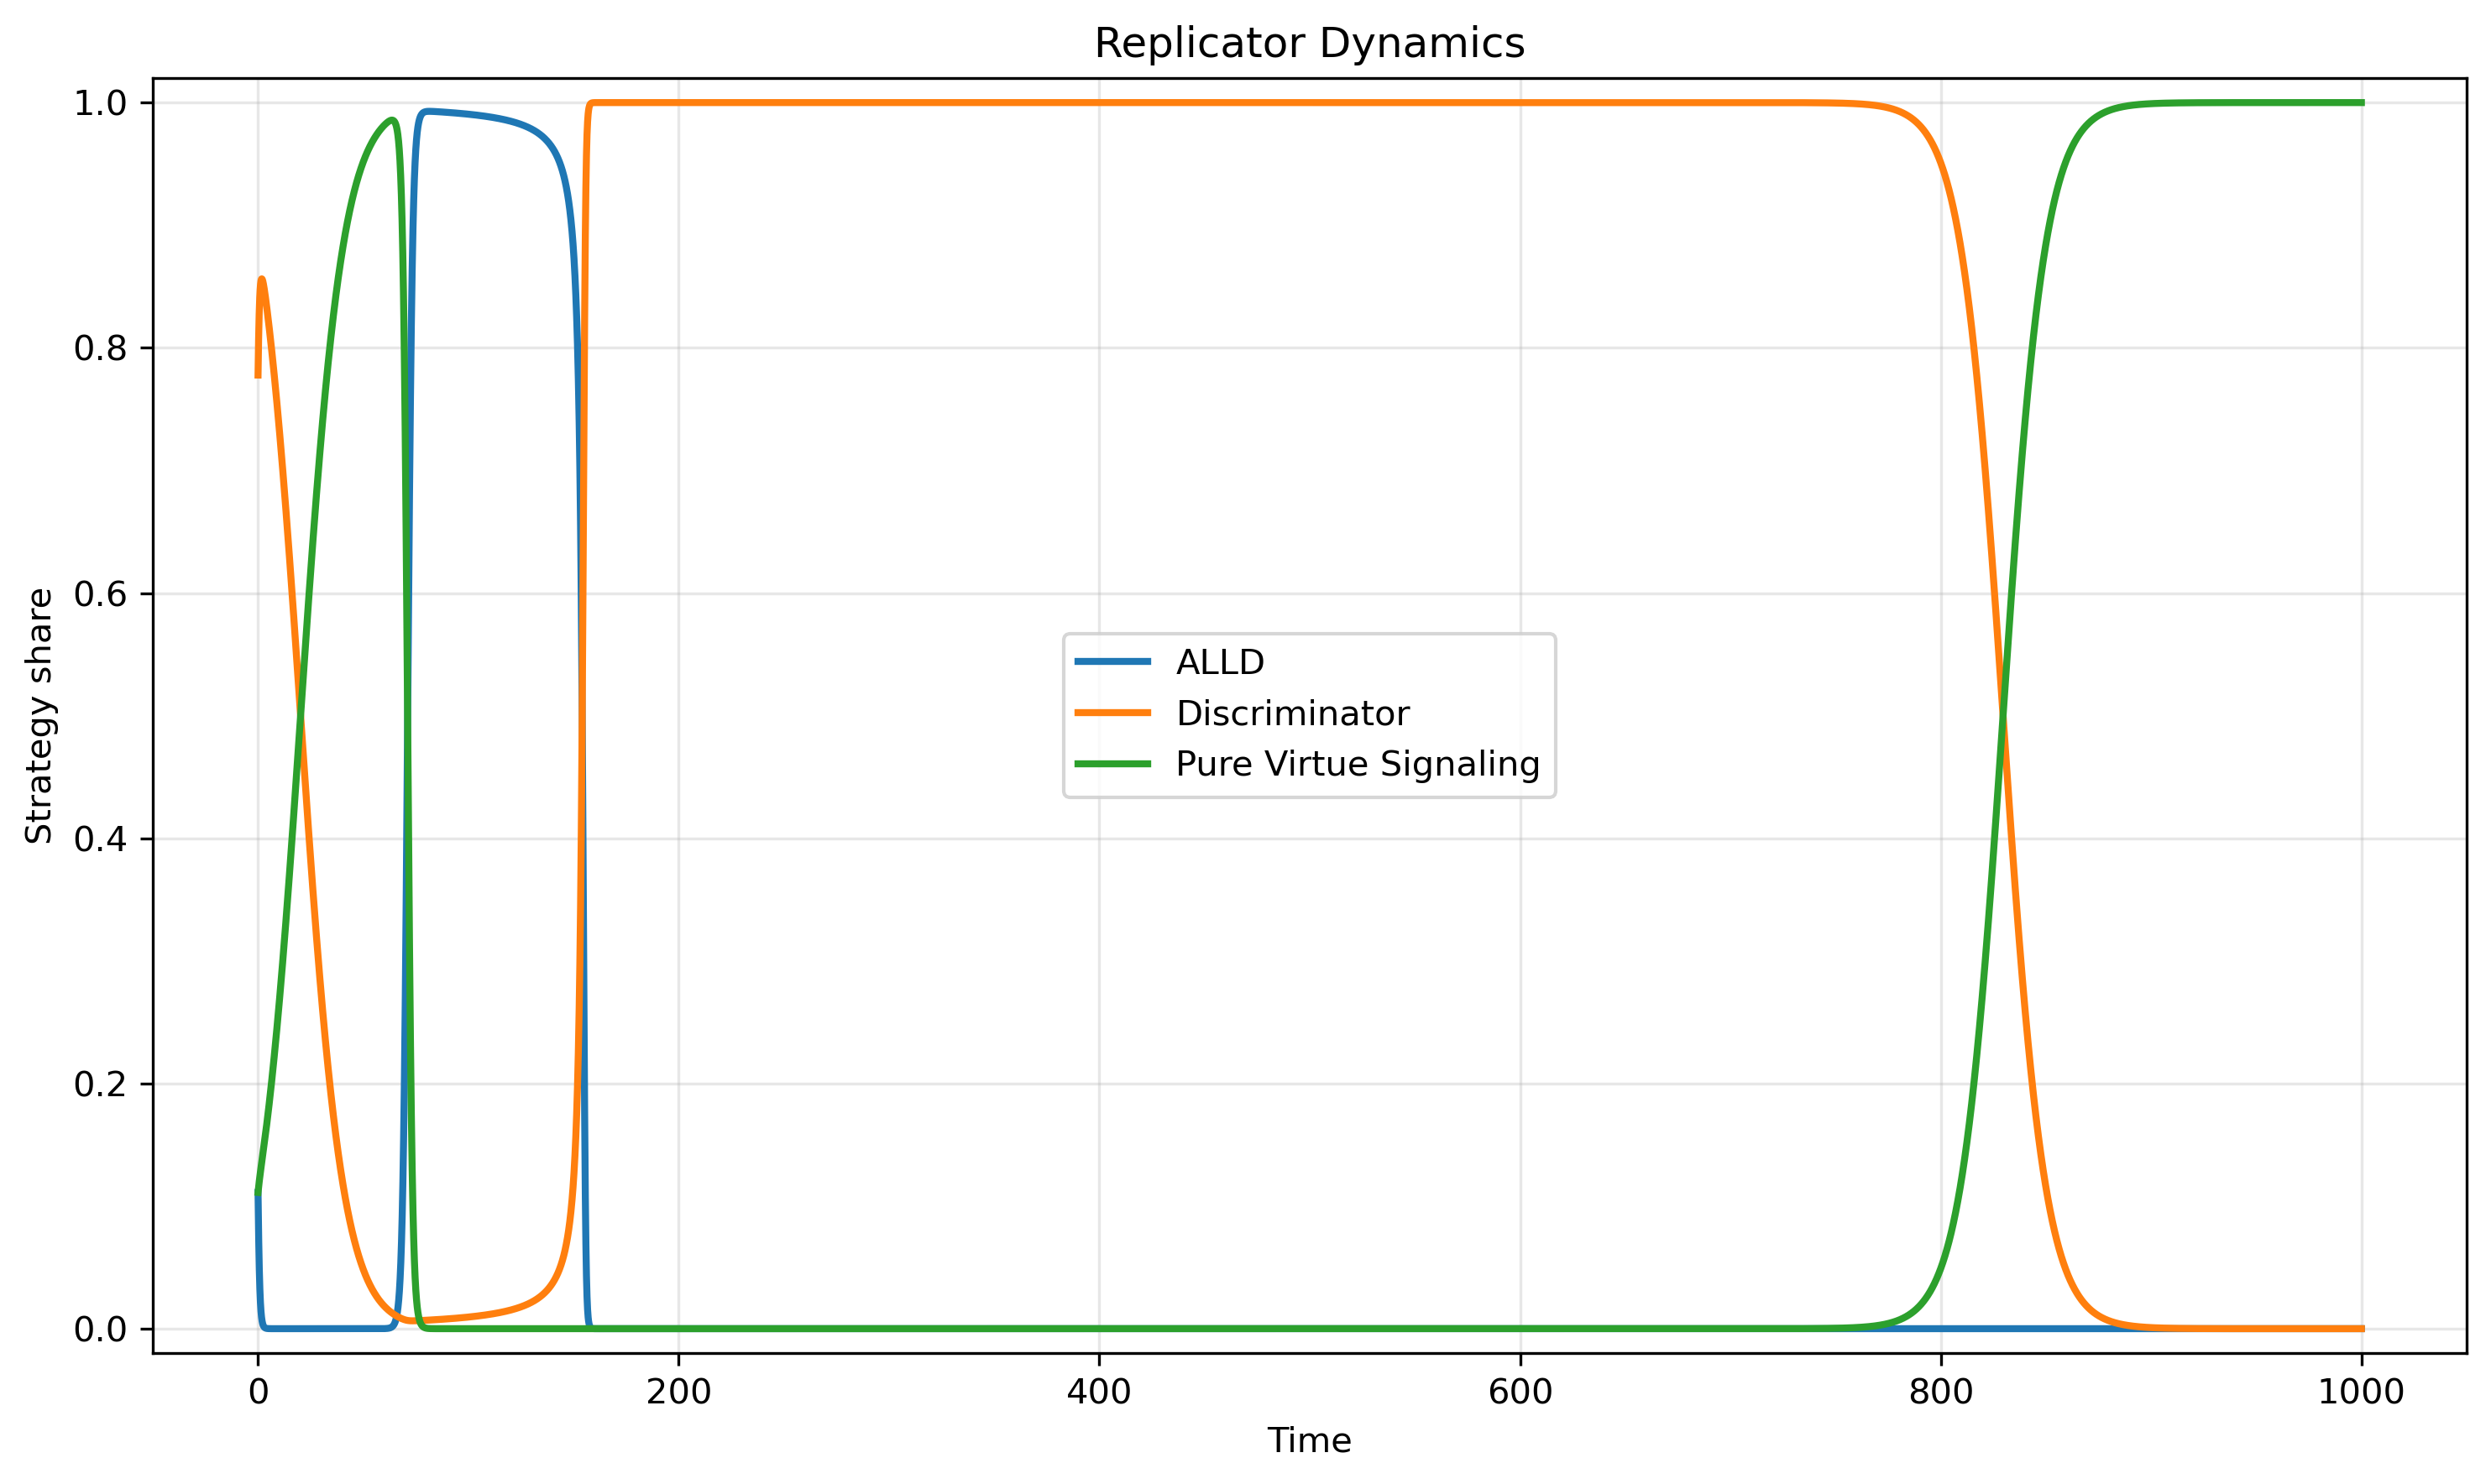 Replicator Dynamics
1.0
0.8
0.6
0.4
0.2
0.0
Strategy share
ALLD
Discriminator
Pure Virtue Signaling
0 200 400 600 800 1000
Time